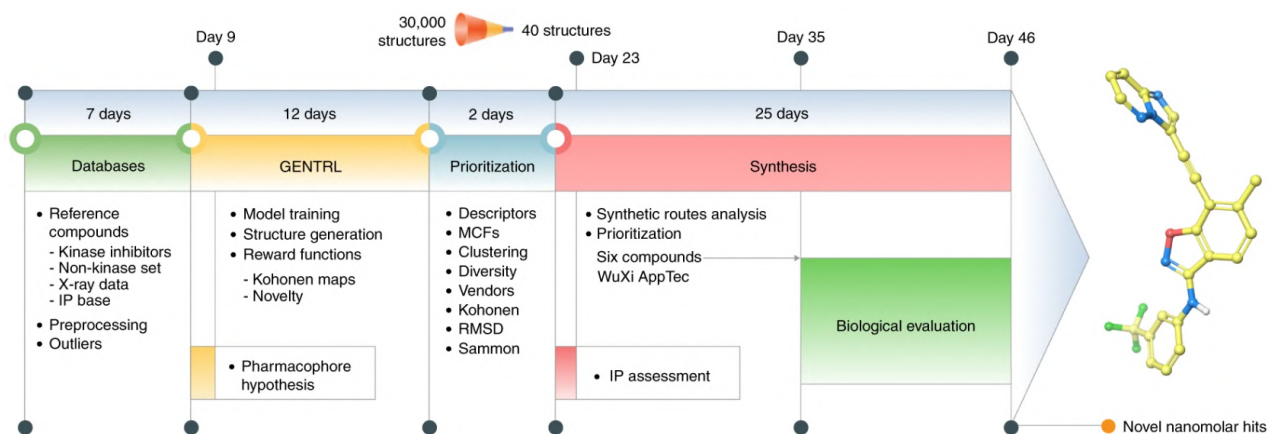 30,000
structures
40 structures
Day 9
Day 23
Day 35
Day 46
7 days
12 days
2 days
25 days
Databases
GENTRL
Prioritization
Synthesis
• Reference
compounds
- Kinase inhibitors
- Non-kinase set
- X-ray data
- IP base
• Preprocessing
• Outliers
• Model training
• Structure generation
• Reward functions
- Kohonen maps
- Novelty
• Pharmacophore
hypothesis
• Descriptors
• MCFs
• Clustering
• Diversity
• Vendors
• Kohonen
• RMSD
• Sammon
• Synthetic routes analysis
• Prioritization
Six compounds
WuXi AppTec
• IP assessment
Biological evaluation
Novel nanomolar hits